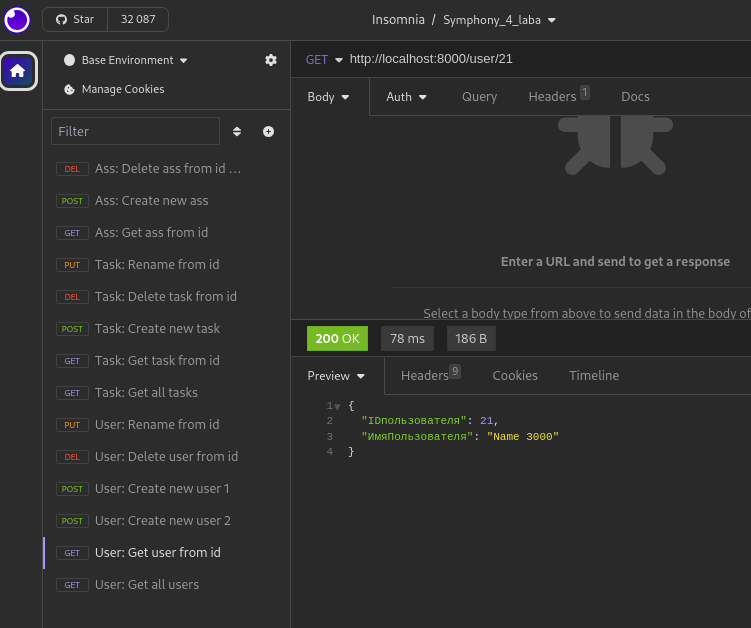 Star 32 087
Insomnia / Symphony_4_laba
Base Environment
Manage Cookies
Filter
DEL Ass: Delete ass from id ...
POST Ass: Create new ass
GET Ass: Get ass from id
PUT Task: Rename from id
DEL Task: Delete task from id
POST Task: Create new task
GET Task: Get task from id
GET Task: Get all tasks
PUT User: Rename from id
DEL User: Delete user from id
POST User: Create new user 1
POST User: Create new user 2
GET User: Get user from id
GET User: Get all users
GET http://localhost:8000/user/21
Body Auth Query Headers 1 Docs
Enter a URL and send to get a response
Select a body type from above to send data in the body of
200 OK 78 ms 186 B
Preview Headers 9 Cookies Timeline
1 {
2 "IDпользователя": 21,
3 "ИмяПользователя": "Name 3000"
4 }